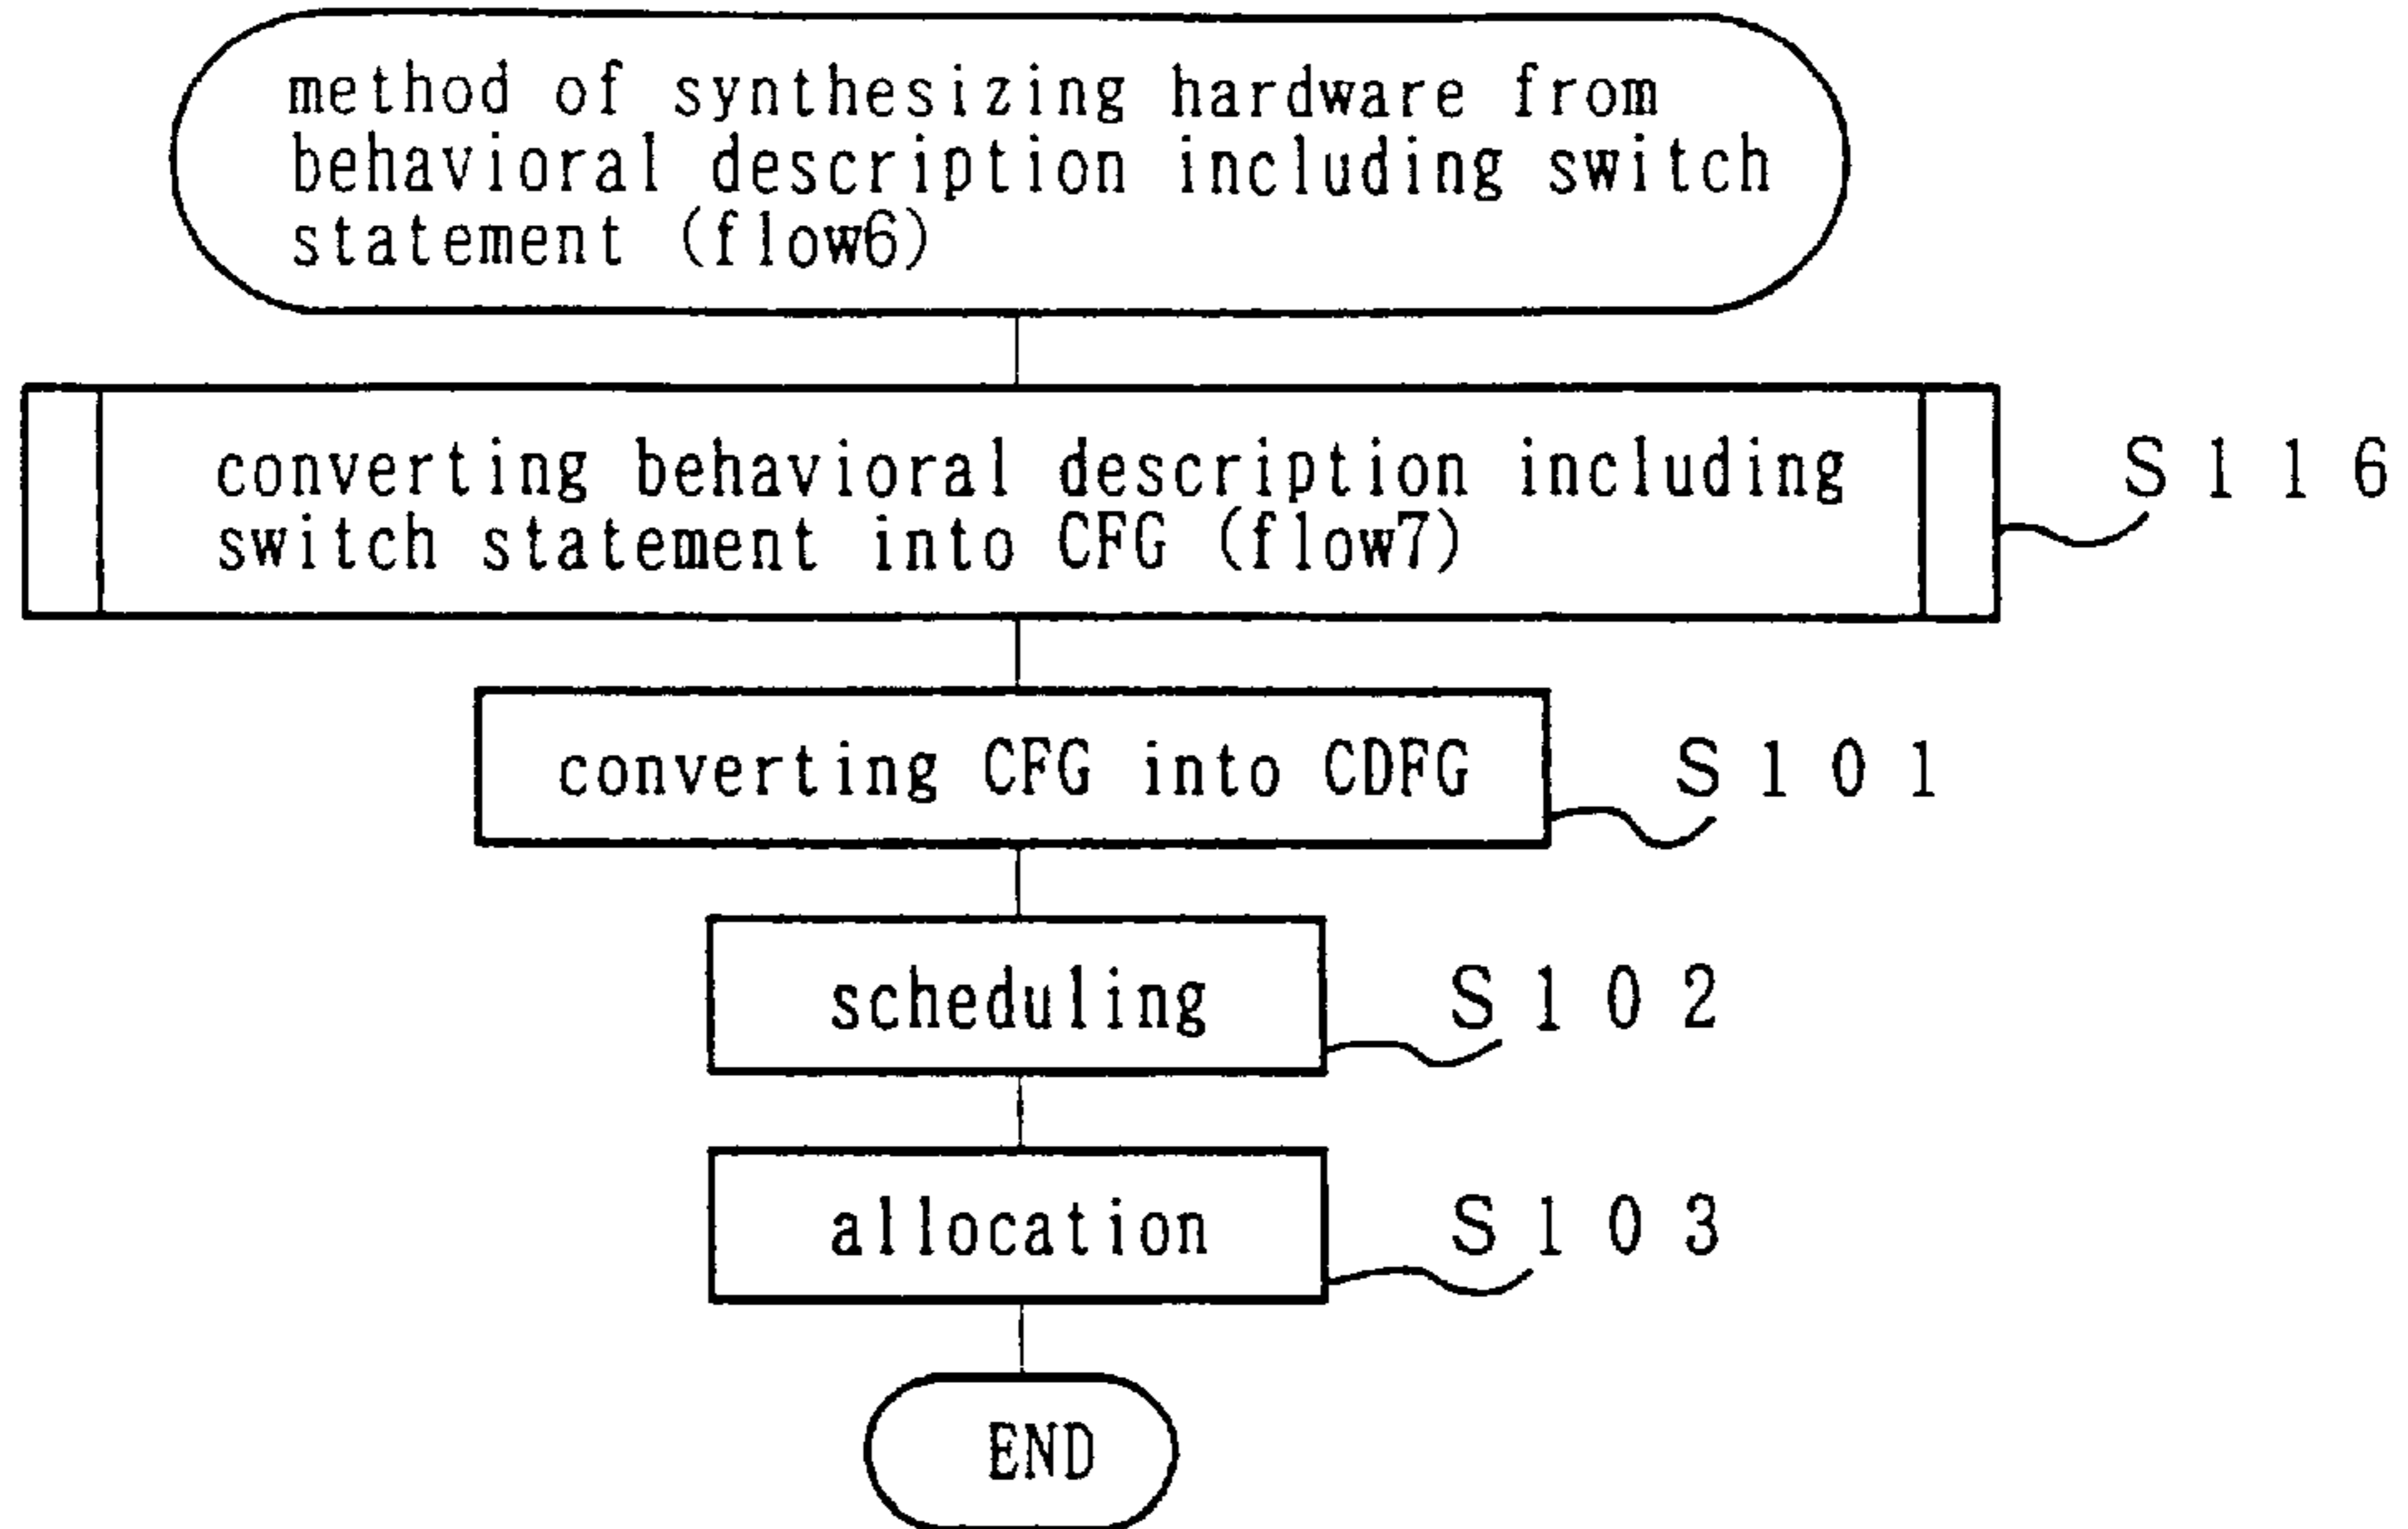 method of synthesizing hardware from
behavioral description including switch
statement (flow6)
converting behavioral description including
switch statement into CFG (flow7)
S116
converting CFG into CDFG
S101
scheduling
S102
allocation
S103
END